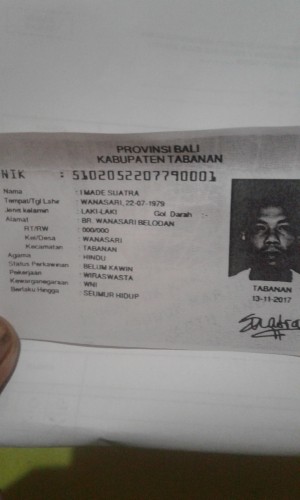 PROVINSI BALI
KABUPATEN TABANAN
NIK : 5102052207790001
Nama : I MADE SUATRA
Tempat/Tgl Lahir : WANASARI, 22-07-1979
Jenis kelamin : LAKI-LAKI Gol Darah :-
Alamat : BR. WANASARI BELODAN
RT/RW : 000/000
Kel/Desa : WANASARI
Kecamatan : TABANAN
Agama : HINDU
Status Perkawinan : BELUM KAWIN
Pekerjaan : WIRASWASTA
Kewarganegaraan : WNI
Berlaku Hingga : SEUMUR HIDUP
TABANAN
13-11-2017